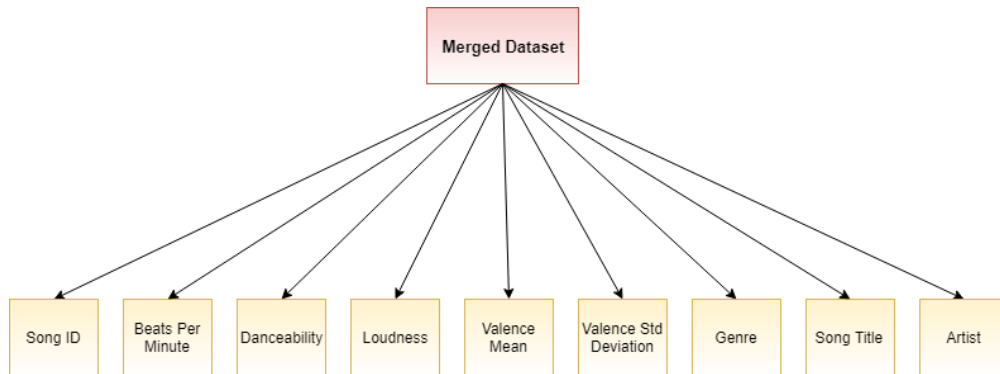 Merged Dataset
Song ID
Beats Per
Minute
Danceability
Loudness
Valence
Mean
Valence Std
Deviation
Genre
Song Title
Artist